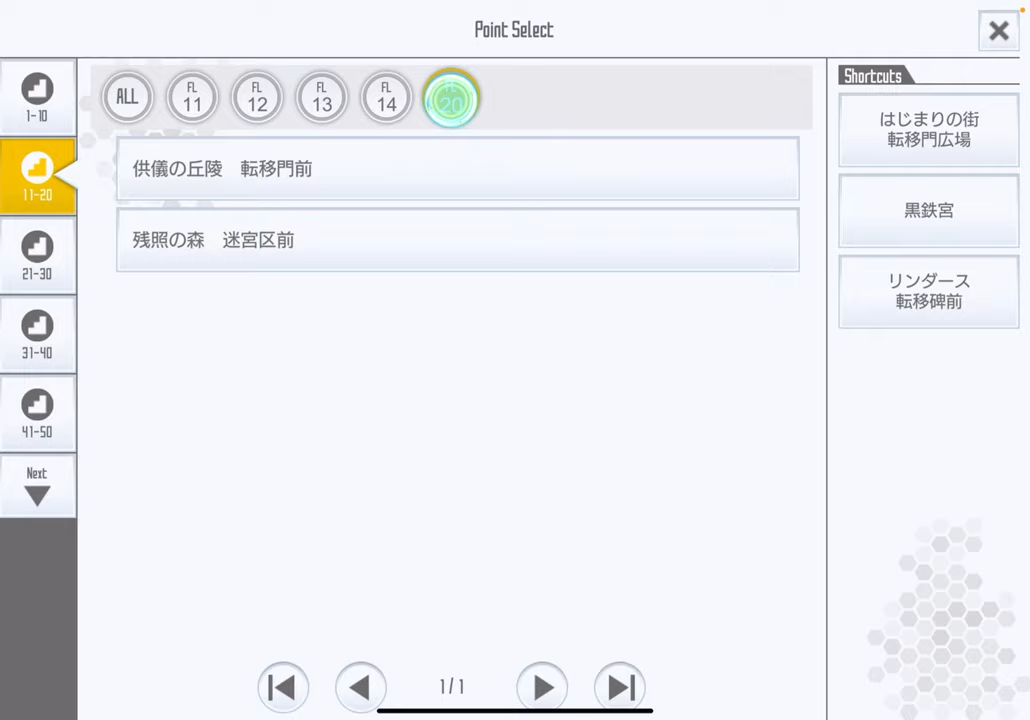 Point Select
1-10
11-20
21-30
31-40
41-50
Next
ALL
FL
11
FL
12
FL
13
FL
14
FL
20
供儀の丘陵 転移門前
残照の森 迷宮区前
1/1
Shortcuts
はじまりの街
転移門広場
黒鉄宮
リンダース
転移碑前